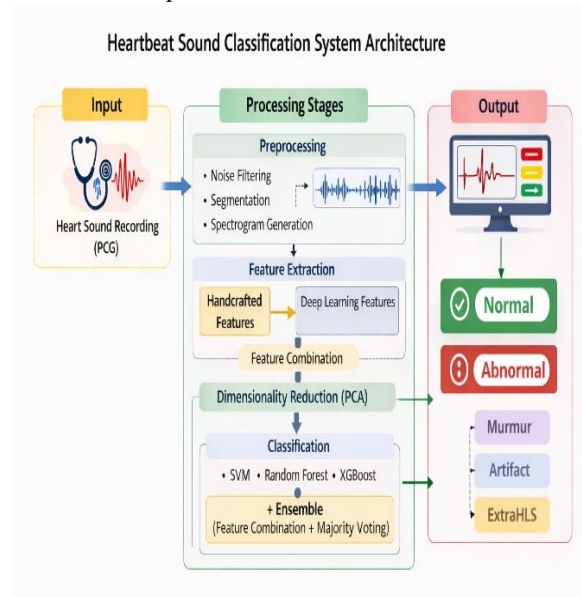 Heartbeat Sound Classification System Architecture
Input
Heart Sound Recording
(PCG)
Processing Stages
Preprocessing
• Noise Filtering
• Segmentation
• Spectrogram Generation
Feature Extraction
Handcrafted
Features
Deep Learning Features
Feature Combination
Dimensionality Reduction (PCA)
Classification
• SVM • Random Forest • XGBoost
+ Ensemble
(Feature Combination + Majority Voting)
Output
Normal
Abnormal
Murmur
Artifact
ExtraHLS